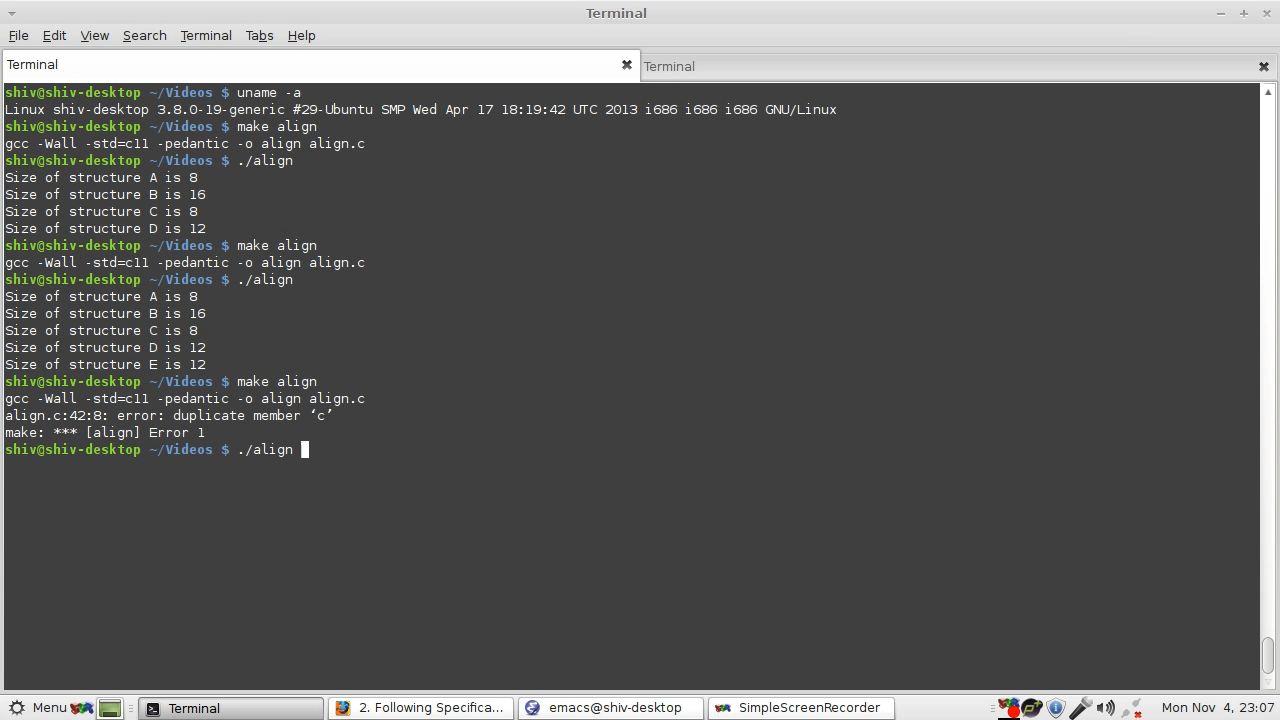 Terminal
File Edit View Search Terminal Tabs Help
Terminal
Terminal
shiv@shiv-desktop ~/Videos $ uname -a
Linux shiv-desktop 3.8.0-19-generic #29-Ubuntu SMP Wed Apr 17 18:19:42 UTC 2013 i686 i686 i686 GNU/Linux
shiv@shiv-desktop ~/Videos $ make align
gcc -Wall -std=c11 -pedantic -o align align.c
shiv@shiv-desktop ~/Videos $ ./align
Size of structure A is 8
Size of structure B is 16
Size of structure C is 8
Size of structure D is 12
shiv@shiv-desktop ~/Videos $ make align
gcc -Wall -std=c11 -pedantic -o align align.c
shiv@shiv-desktop ~/Videos $ ./align
Size of structure A is 8
Size of structure B is 16
Size of structure C is 8
Size of structure D is 12
Size of structure E is 12
shiv@shiv-desktop ~/Videos $ make align
gcc -Wall -std=c11 -pedantic -o align align.c
align.c:42:8: error: duplicate member ‘c’
make: *** [align] Error 1
shiv@shiv-desktop ~/Videos $ ./align
Menu Terminal 2. Following Specifica... emacs@shiv-desktop SimpleScreenRecorder Mon Nov 4, 23:07